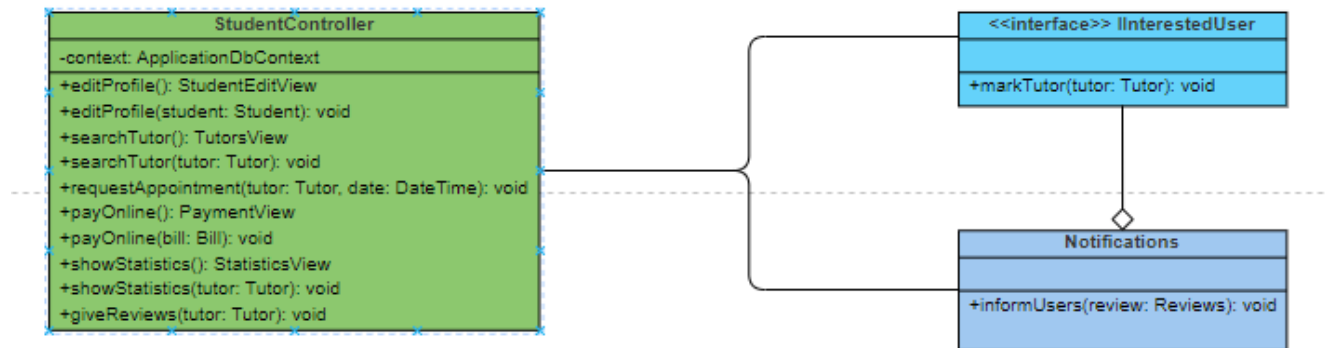 StudentController
-context: ApplicationDbContext
+editProfile(): StudentEditView
+editProfile(student: Student): void
+searchTutor(): TutorsView
+searchTutor(tutor: Tutor): void
+requestAppointment(tutor: Tutor, date: DateTime): void
+payOnline(): PaymentView
+payOnline(bill: Bill): void
+showStatistics(): StatisticsView
+showStatistics(tutor: Tutor): void
+giveReviews(tutor: Tutor): void
<<interface>> IInterestedUser
+markTutor(tutor: Tutor): void
Notifications
+informUsers(review: Reviews): void